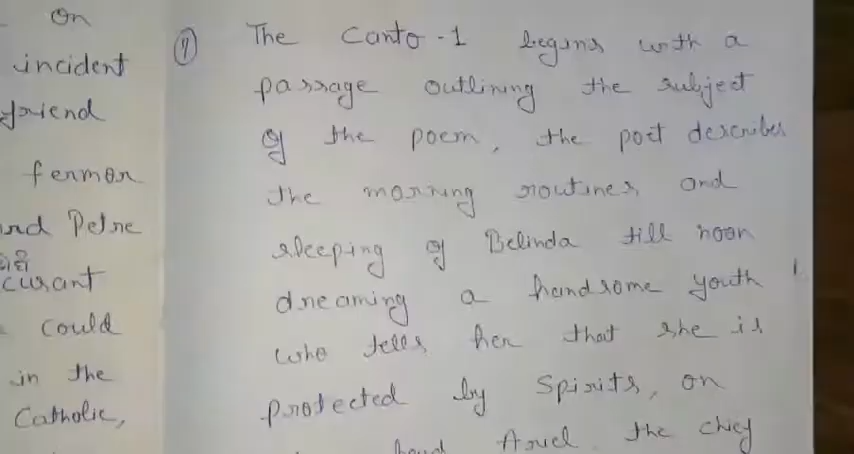 On
incident
friend
fermor
and Petre
curant
could
in the
Catholic,
1) The Canto-1 begins with a
passage outlining the subject
of the poem, the poet describes
the morning routines and
sleeping of Belinda till noon
dreaming a handsome youth
who tells her that she is
protected by spirits, on
hand Ariel the chief